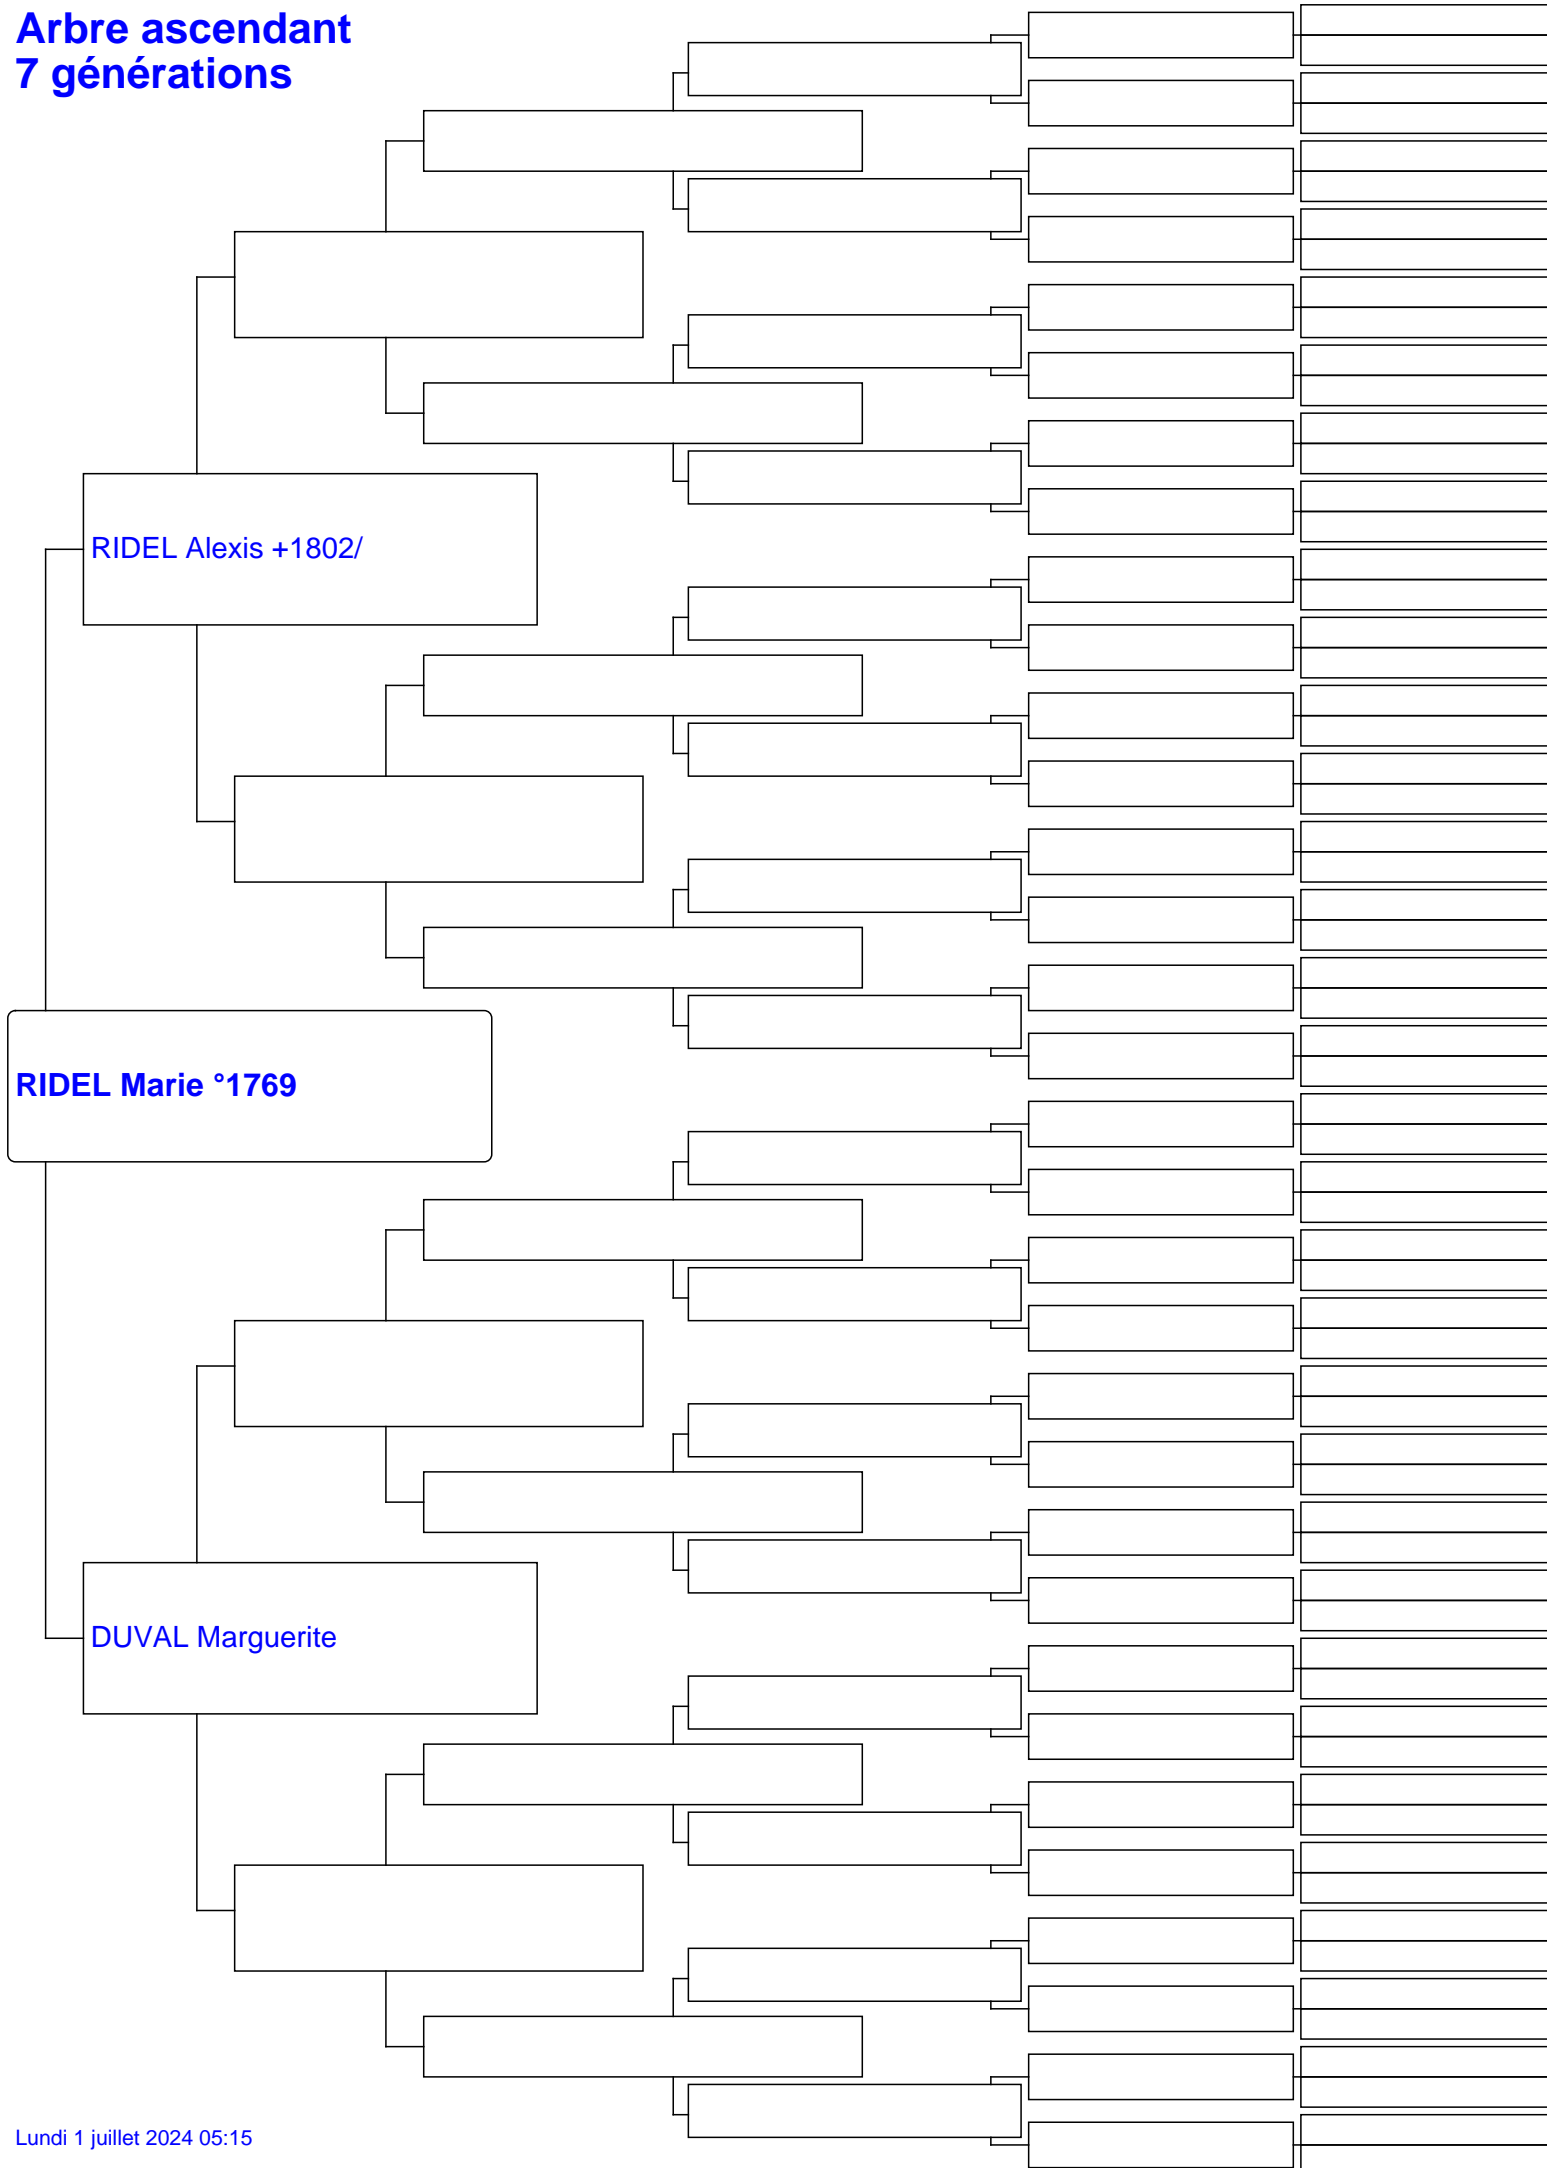 Arbre ascendant
7 générations
RIDEL Alexis +1802/
RIDEL Marie °1769
DUVAL Marguerite
Lundi 1 juillet 2024 05:15